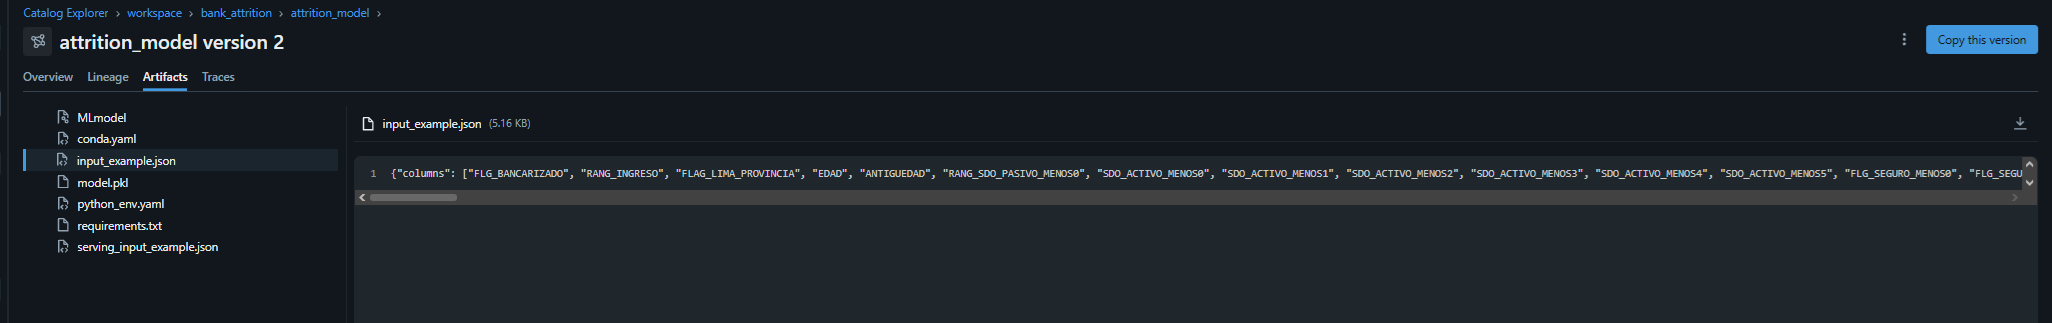 Catalog Explorer > workspace > bank_attrition > attrition_model >
attrition_model version 2
Copy this version
Overview Lineage Artifacts Traces
MLmodel
conda.yaml
input_example.json
model.pkl
python_env.yaml
requirements.txt
serving_input_example.json
input_example.json (5.16 KB)
1 {"columns": ["FLG_BANCARIZADO", "RANG_INGRESO", "FLAG_LIMA_PROVINCIA", "EDAD", "ANTIGUEDAD", "RANG_SDO_PASIVO_MENOS0", "SDO_ACTIVO_MENOS0", "SDO_ACTIVO_MENOS1", "SDO_ACTIVO_MENOS2", "SDO_ACTIVO_MENOS3", "SDO_ACTIVO_MENOS4", "SDO_ACTIVO_MENOS5", "FLG_SEGURO_MENOS0", "FLG_SEGU